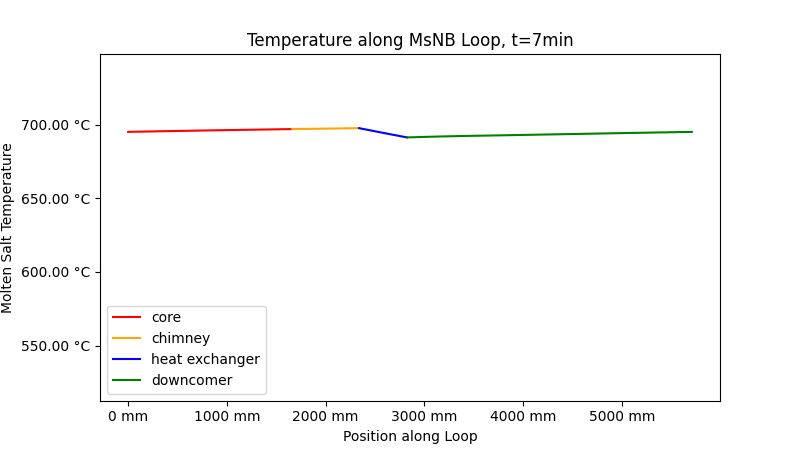 Temperature along MsNB Loop, t=7min
Molten Salt Temperature
700.00 °C
650.00 °C
600.00 °C
550.00 °C
core
chimney
heat exchanger
downcomer
0 mm 1000 mm 2000 mm 3000 mm 4000 mm 5000 mm
Position along Loop